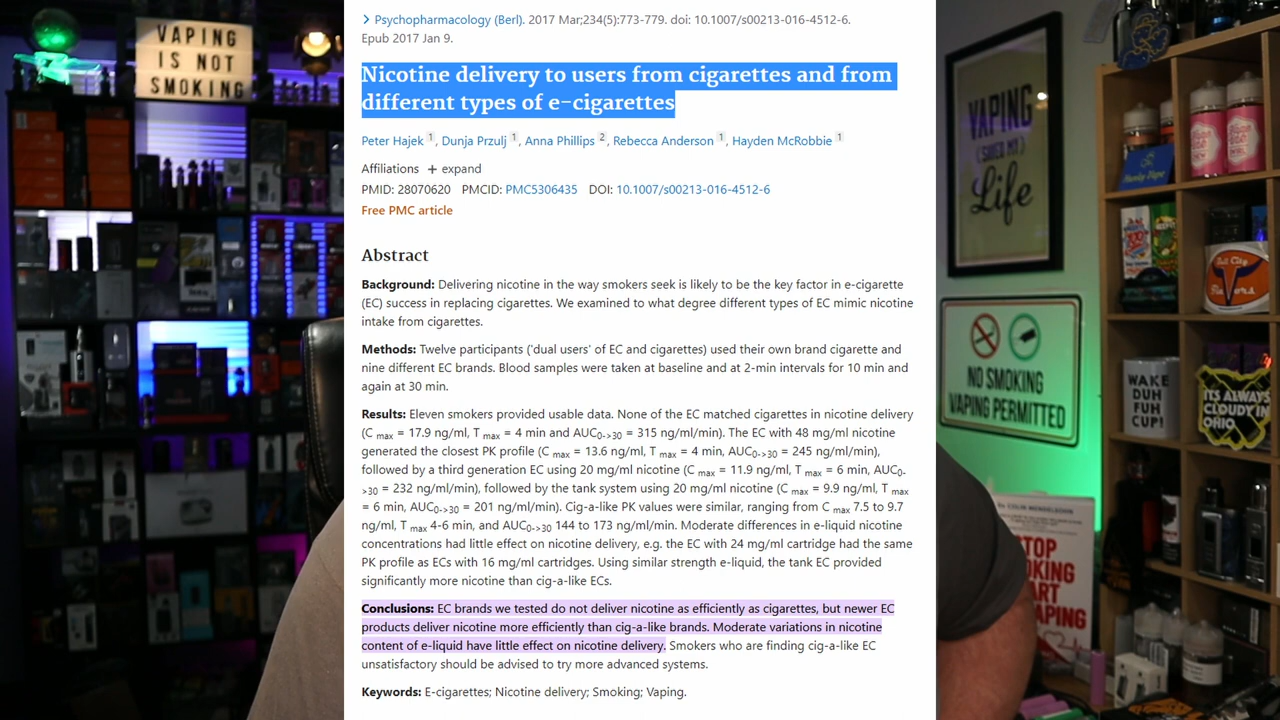 VAPING
IS NOT
SMOKING
Psychopharmacology (Berl). 2017 Mar;234(5):773-779. doi: 10.1007/s00213-016-4512-6.
Epub 2017 Jan 9.
Nicotine delivery to users from cigarettes and from
different types of e-cigarettes
Peter Hajek 1, Dunja Przulj 1, Anna Phillips 2, Rebecca Anderson 1, Hayden McRobbie 1
Affiliations + expand
PMID: 28070620 PMCID: PMC5306435 DOI: 10.1007/s00213-016-4512-6
Free PMC article
Abstract
Background: Delivering nicotine in the way smokers seek is likely to be the key factor in e-cigarette
(EC) success in replacing cigarettes. We examined to what degree different types of EC mimic nicotine
intake from cigarettes.
Methods: Twelve participants ('dual users' of EC and cigarettes) used their own brand cigarette and
nine different EC brands. Blood samples were taken at baseline and at 2-min intervals for 10 min and
again at 30 min.
Results: Eleven smokers provided usable data. None of the EC matched cigarettes in nicotine delivery
(C max = 17.9 ng/ml, T max = 4 min and AUC0->30 = 315 ng/ml/min). The EC with 48 mg/ml nicotine
generated the closest PK profile (C max = 13.6 ng/ml, T max = 4 min, AUC0->30 = 245 ng/ml/min),
followed by a third generation EC using 20 mg/ml nicotine (C max = 11.9 ng/ml, T max = 6 min, AUC0-
>30 = 232 ng/ml/min), followed by the tank system using 20 mg/ml nicotine (C max = 9.9 ng/ml, T max
= 6 min, AUC0->30 = 201 ng/ml/min). Cig-a-like PK values were similar, ranging from C max 7.5 to 9.7
ng/ml, T max 4-6 min, and AUC0->30 144 to 173 ng/ml/min. Moderate differences in e-liquid nicotine
concentrations had little effect on nicotine delivery, e.g. the EC with 24 mg/ml cartridge had the same
PK profile as ECs with 16 mg/ml cartridges. Using similar strength e-liquid, the tank EC provided
significantly more nicotine than cig-a-like ECs.
Conclusions: EC brands we tested do not deliver nicotine as efficiently as cigarettes, but newer EC
products deliver nicotine more efficiently than cig-a-like brands. Moderate variations in nicotine
content of e-liquid have little effect on nicotine delivery. Smokers who are finding cig-a-like EC
unsatisfactory should be advised to try more advanced systems.
Keywords: E-cigarettes; Nicotine delivery; Smoking; Vaping.
VAPING
Life
NO SMOKING
VAPING PERMITTED
WAKE
DUH
FUH
CUP!
ITS ALWAYS
CLOUDY IN
OHIO
COLIN MENDELSOHN
STOP
SMOKING
START
VAPING